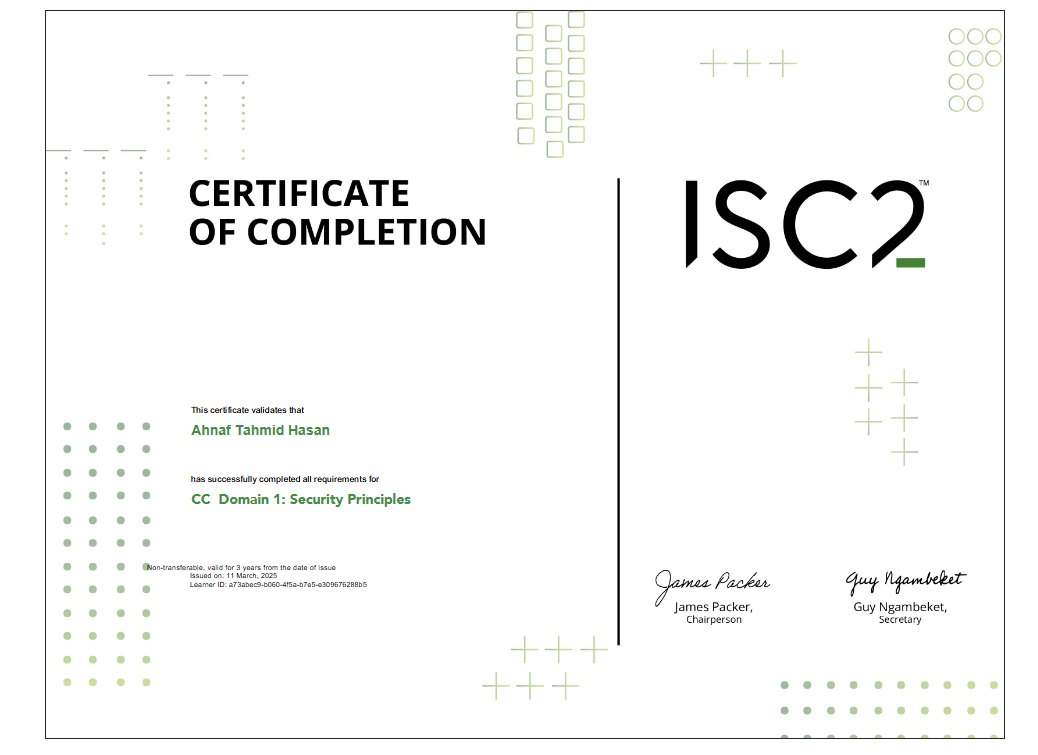 CERTIFICATE
OF COMPLETION
ISC2™
This certificate validates that
Ahnaf Tahmid Hasan
has successfully completed all requirements for
CC Domain 1: Security Principles
Non-transferable, valid for 3 years from the date of issue
Issued on: 11 March, 2025
Learner ID: a73abec9-b060-4f5a-b7e5-e309676288b5
James Packer
James Packer,
Chairperson
Guy Ngambeket
Guy Ngambeket,
Secretary